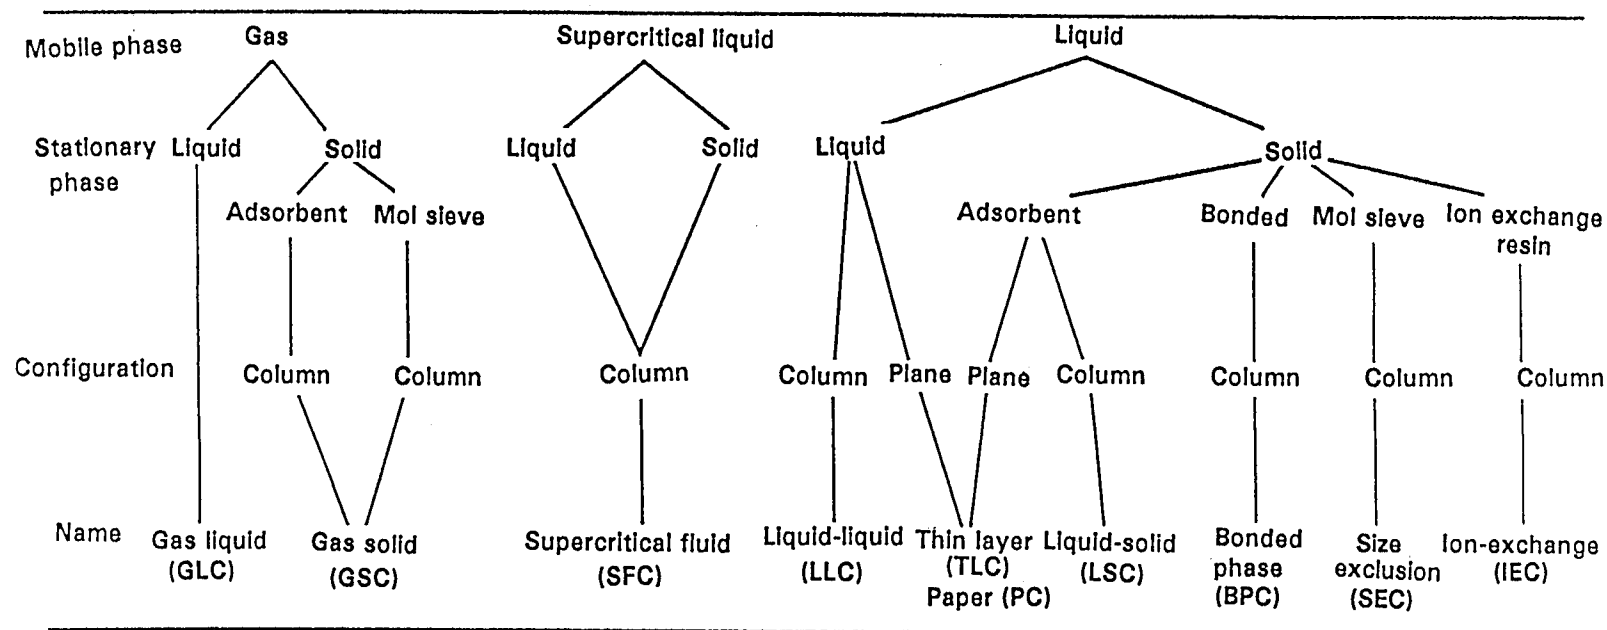 Mobile phase Gas Supercritical liquid Liquid
Stationary phase Liquid Solid Liquid Solid Liquid Solid
Adsorbent Mol sieve Adsorbent Bonded Mol sieve Ion exchange resin
Configuration Column Column Column Column Plane Plane Column Column Column Column
Name Gas liquid Gas solid Supercritical fluid Liquid-liquid Thin layer Liquid-solid Bonded phase Size exclusion Ion-exchange
(GLC) (GSC) (SFC) (LLC) (TLC) (LSC) (BPC) (SEC) (IEC)
Paper (PC)